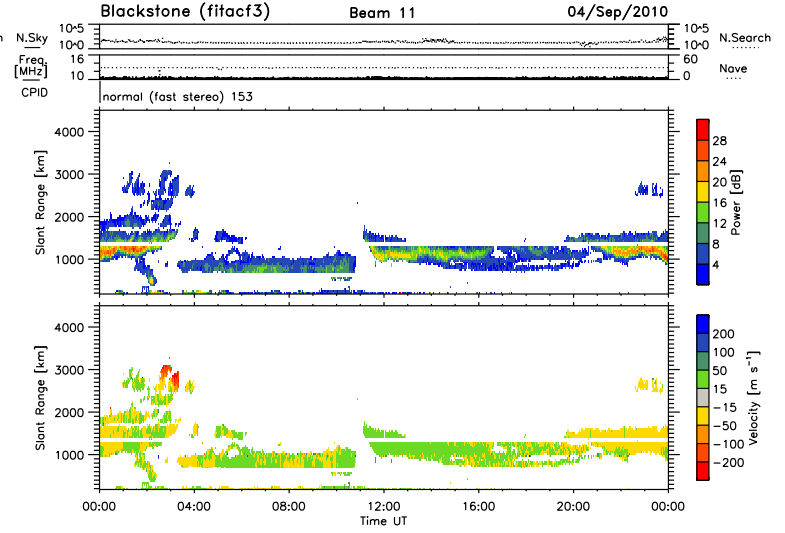 Blackstone (fitacf3) Beam 11 04/Sep/2010
n N.Sky 10^5 10^0 10^5 10^0 N.Search
Freq. [MHz] 16 10 60 0 Nave
CPID normal (fast stereo) 153
Slant Range [km] 4000 3000 2000 1000
28 24 20 16 12 8 4 Power [dB]
Slant Range [km] 4000 3000 2000 1000
200 100 50 15 -15 -50 -100 -200 Velocity [m s⁻¹]
00:00 04:00 08:00 12:00 16:00 20:00 00:00
Time UT